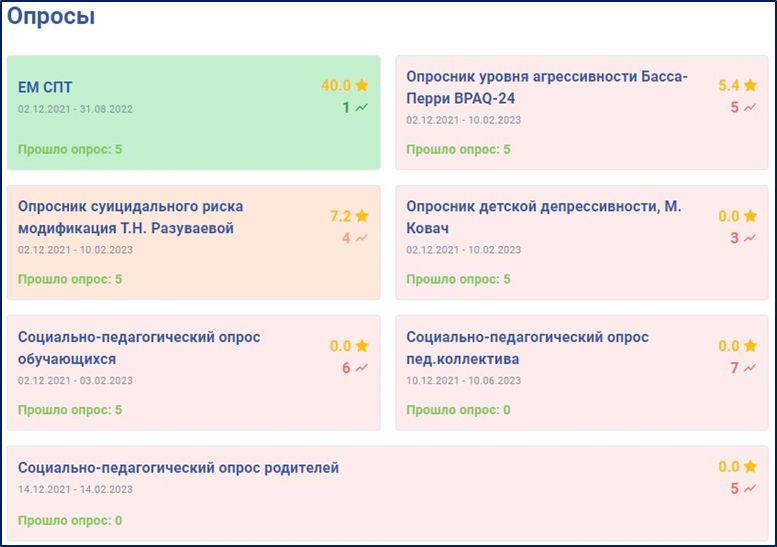 Опросы
ЕМ СПТ
40.0
02.12.2021 - 31.08.2022
1
Прошло опрос: 5
Опросник уровня агрессивности Басса-
Перри BPAQ-24
5.4
5
02.12.2021 - 10.02.2023
Прошло опрос: 5
Опросник суицидального риска
модификация Т.Н. Разуваевой
7.2
4
02.12.2021 - 10.02.2023
Прошло опрос: 5
Опросник детской депрессивности, М.
Ковач
0.0
3
02.12.2021 - 10.02.2023
Прошло опрос: 5
Социально-педагогический опрос
обучающихся
0.0
6
02.12.2021 - 03.02.2023
Прошло опрос: 5
Социально-педагогический опрос
пед.коллектива
0.0
7
10.12.2021 - 10.06.2023
Прошло опрос: 0
Социально-педагогический опрос родителей
0.0
14.12.2021 - 14.02.2023
5
Прошло опрос: 0